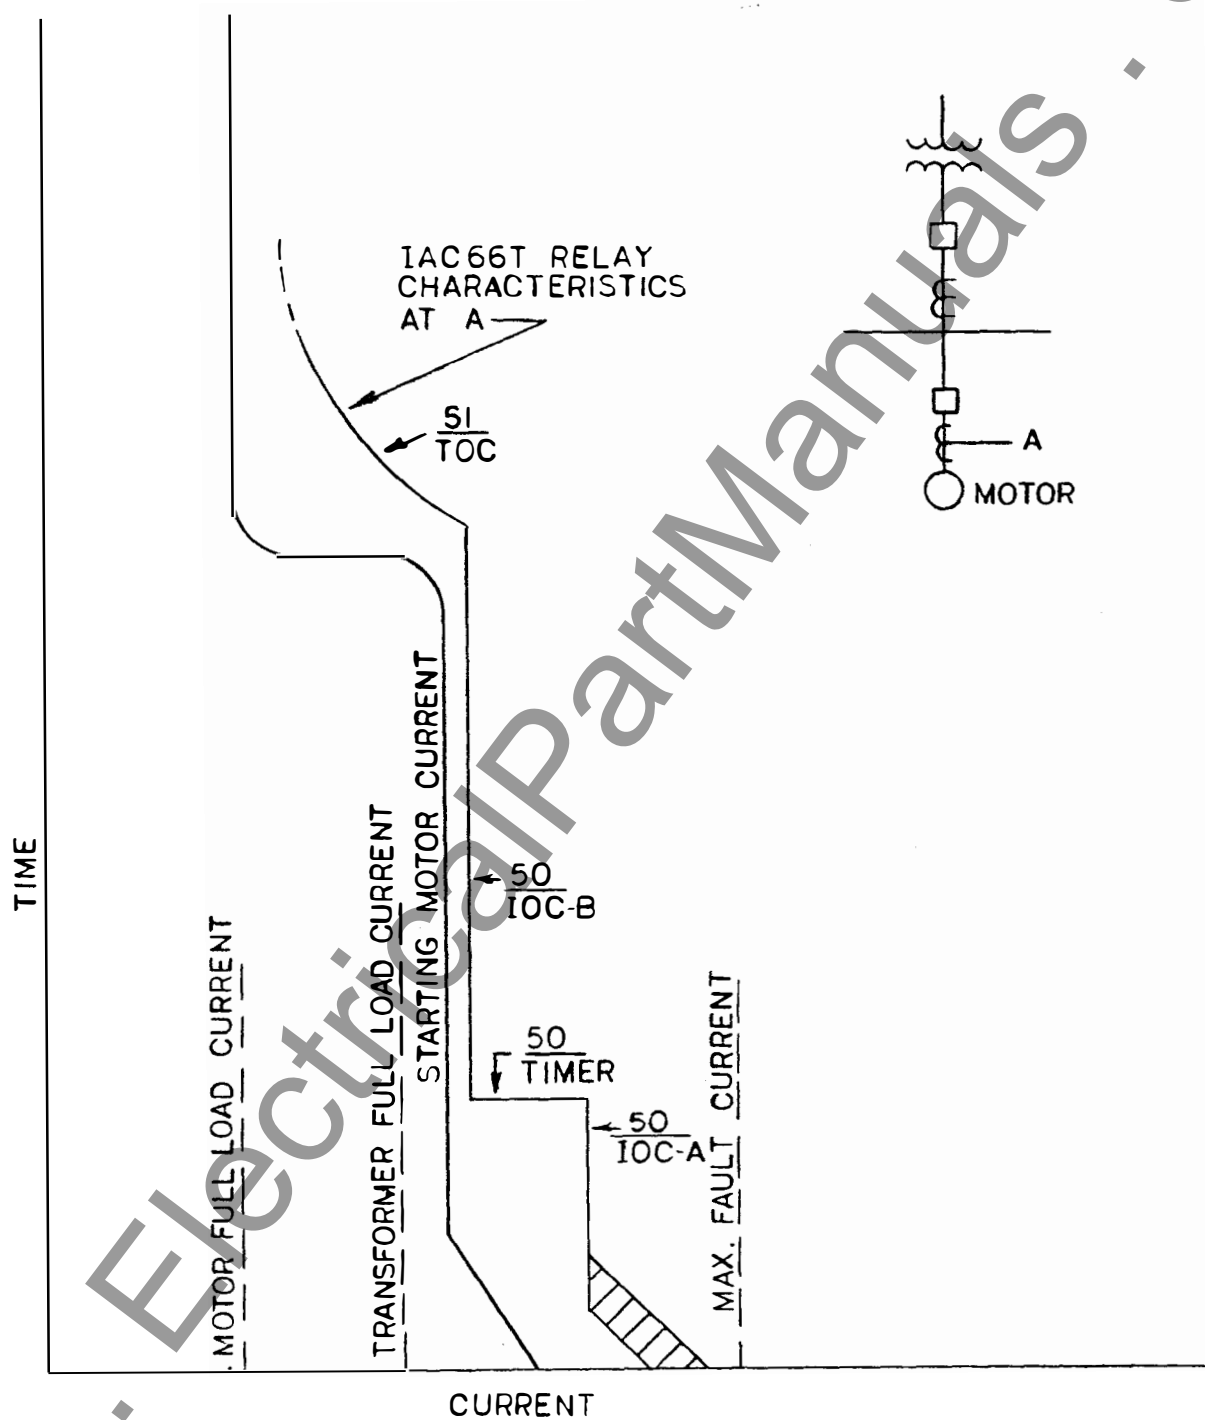 IAC66T RELAY
CHARACTERISTICS
AT A
51
TOC
A
MOTOR
TIME
MOTOR FULL LOAD CURRENT
TRANSFORMER FULL LOAD CURRENT
STARTING MOTOR CURRENT
50
IOC-B
50
TIMER
50
IOC-A
MAX. FAULT CURRENT
CURRENT
. ElectricalPartManuals .